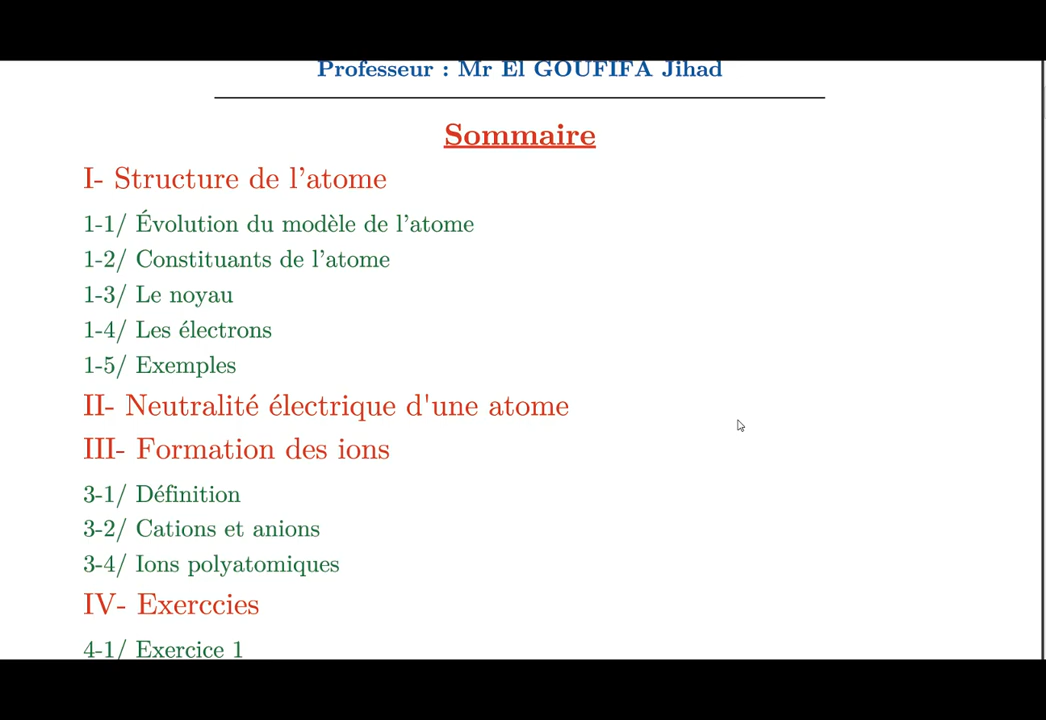 Professeur : Mr El GOUFIFA Jihad
Sommaire
I- Structure de l'atome
1-1/ Évolution du modèle de l'atome
1-2/ Constituants de l'atome
1-3/ Le noyau
1-4/ Les électrons
1-5/ Exemples
II- Neutralité électrique d'une atome
III- Formation des ions
3-1/ Définition
3-2/ Cations et anions
3-4/ Ions polyatomiques
IV- Exerccies
4-1/ Exercice 1